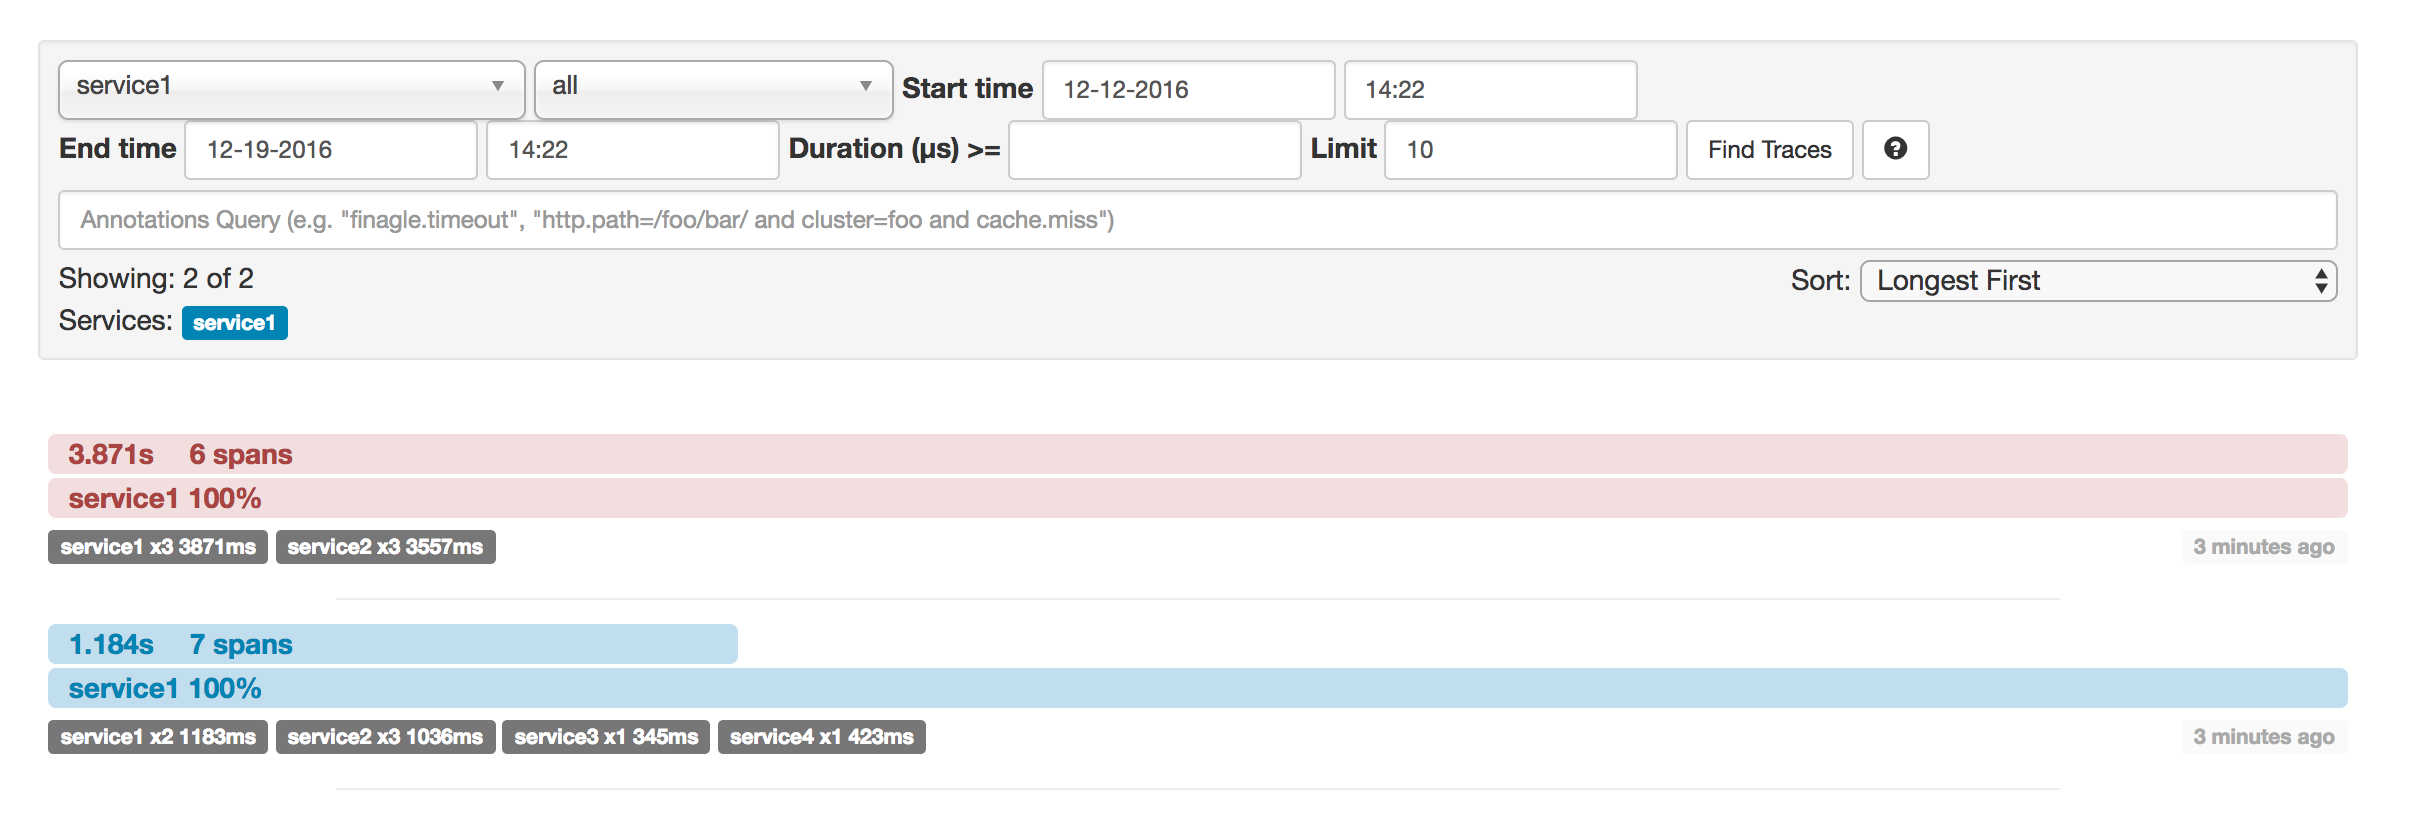 service1 all Start time 12-12-2016 14:22
End time 12-19-2016 14:22 Duration (µs) >= Limit 10 Find Traces ?
Annotations Query (e.g. "finagle.timeout", "http.path=/foo/bar/ and cluster=foo and cache.miss")
Showing: 2 of 2 Sort: Longest First
Services: service1
3.871s 6 spans
service1 100%
service1 x3 3871ms service2 x3 3557ms 3 minutes ago
1.184s 7 spans
service1 100%
service1 x2 1183ms service2 x3 1036ms service3 x1 345ms service4 x1 423ms 3 minutes ago